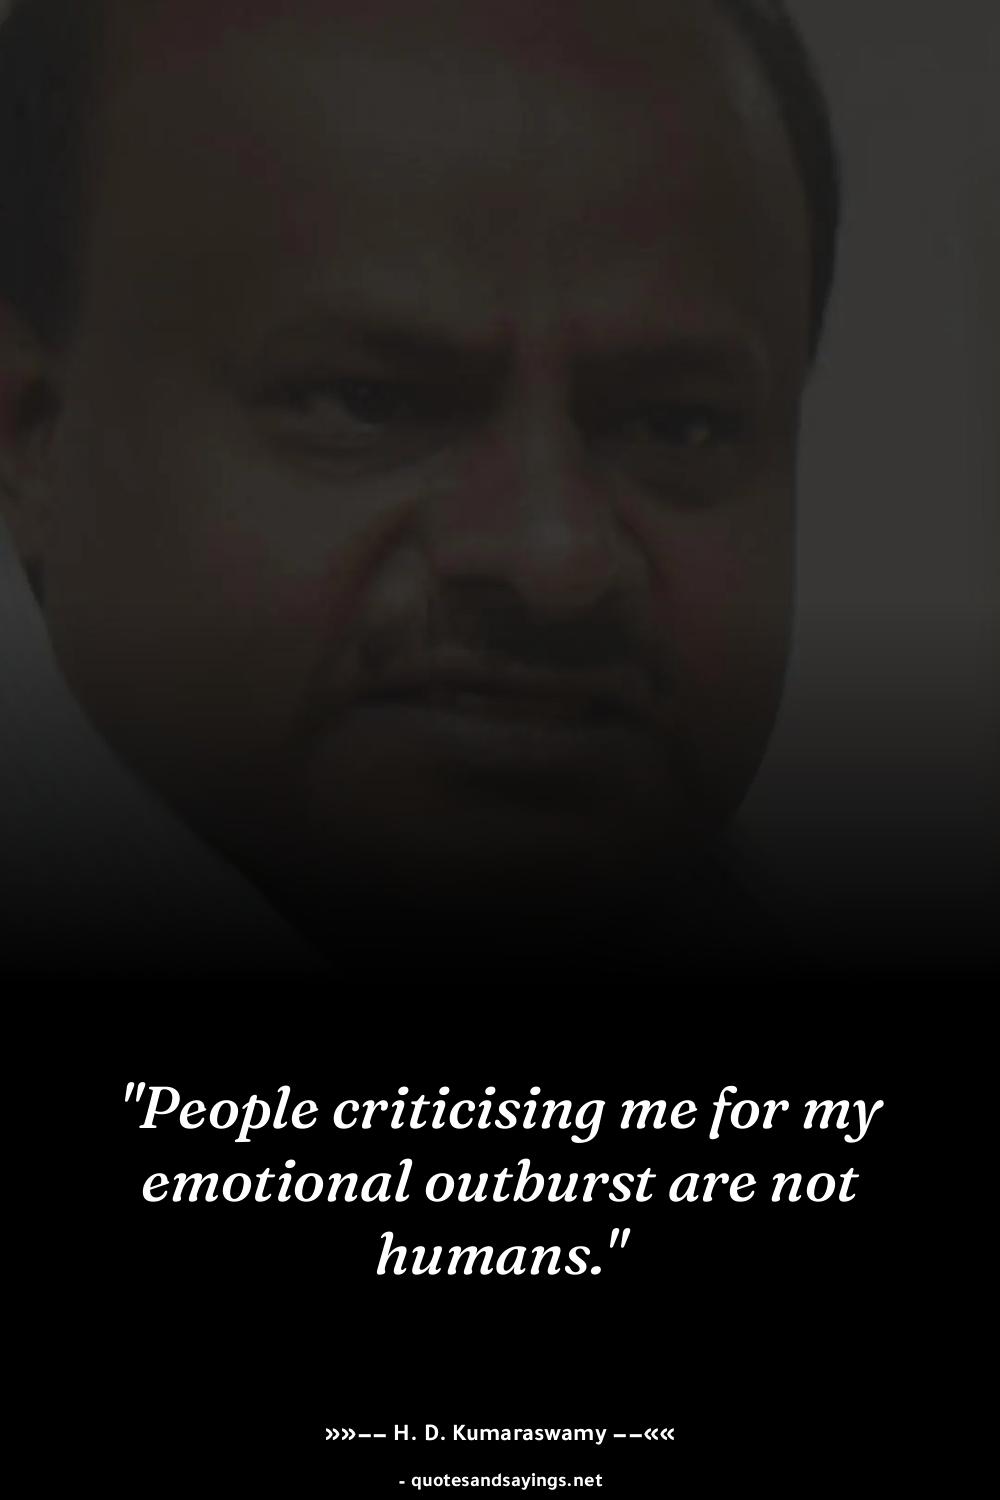 "People criticising me for my
emotional outburst are not
humans."
»»−− H. D. Kumaraswamy −−««
- quotesandsayings.net